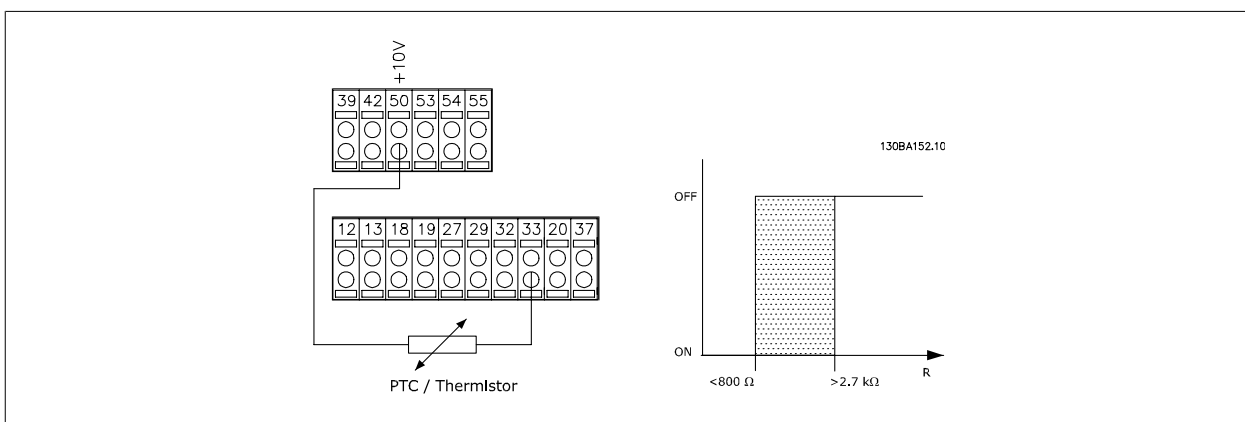 +10V
39 42 50 53 54 55
130BA152.10
OFF
12 13 18 19 27 29 32 33 20 37
ON
<800 Ω >2.7 kΩ R
PTC / Thermistor